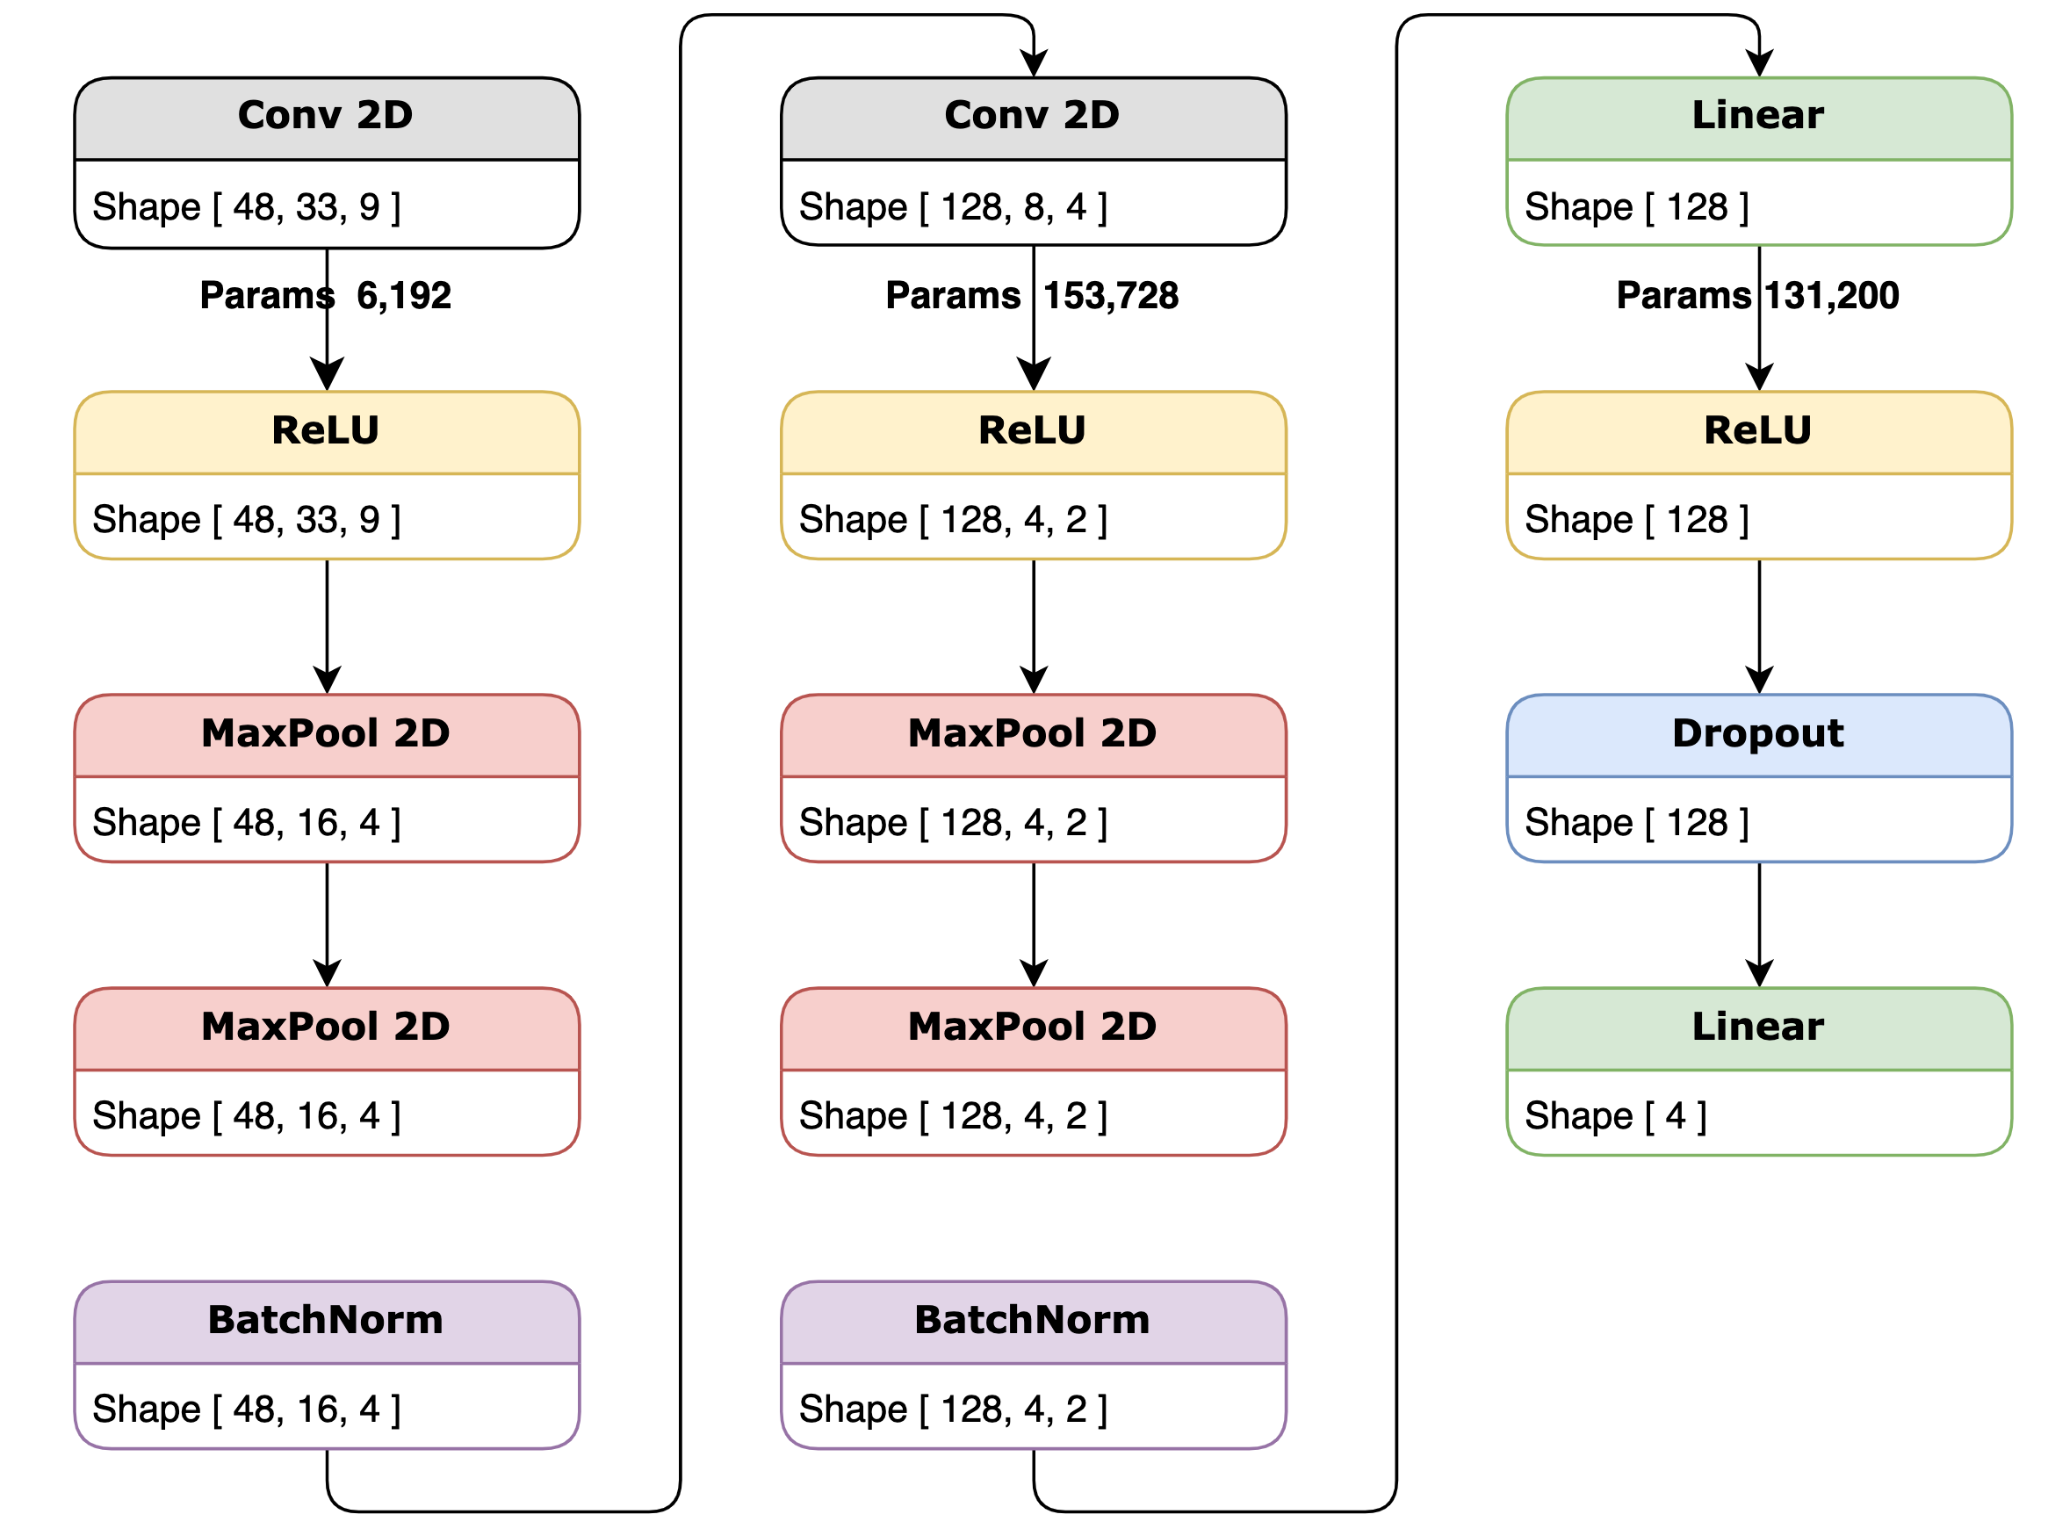 Conv 2D
Shape [ 48, 33, 9 ]
Params 6,192
ReLU
Shape [ 48, 33, 9 ]
MaxPool 2D
Shape [ 48, 16, 4 ]
MaxPool 2D
Shape [ 48, 16, 4 ]
BatchNorm
Shape [ 48, 16, 4 ]
Conv 2D
Shape [ 128, 8, 4 ]
Params 153,728
ReLU
Shape [ 128, 4, 2 ]
MaxPool 2D
Shape [ 128, 4, 2 ]
MaxPool 2D
Shape [ 128, 4, 2 ]
BatchNorm
Shape [ 128, 4, 2 ]
Linear
Shape [ 128 ]
Params 131,200
ReLU
Shape [ 128 ]
Dropout
Shape [ 128 ]
Linear
Shape [ 4 ]